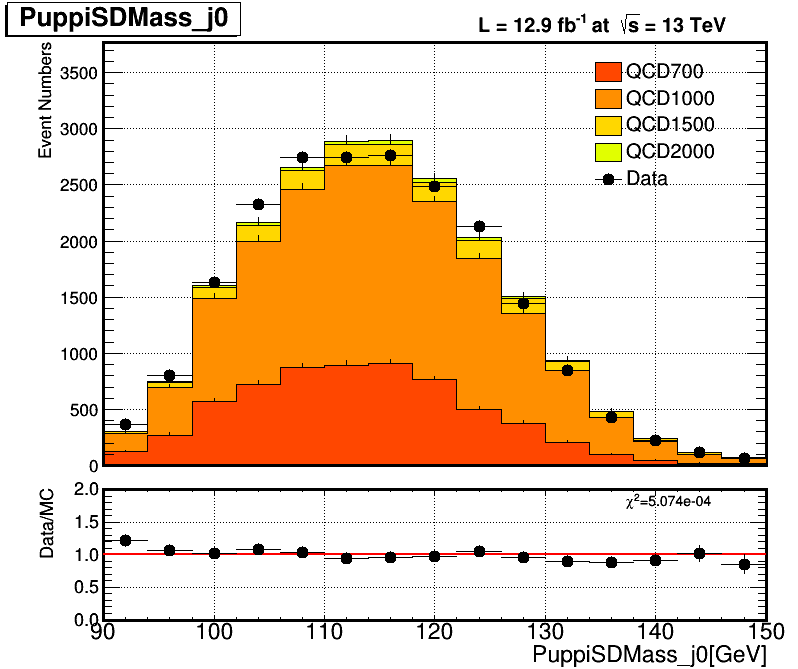 PuppiSDMass_j0
L = 12.9 fb⁻¹ at √s = 13 TeV
Event Numbers
3500
3000
2500
2000
1500
1000
500
0
QCD700
QCD1000
QCD1500
QCD2000
Data
Data/MC
2.0
1.5
1.0
0.5
0.0
χ²=5.074e-04
90 100 110 120 130 140 150
PuppiSDMass_j0[GeV]